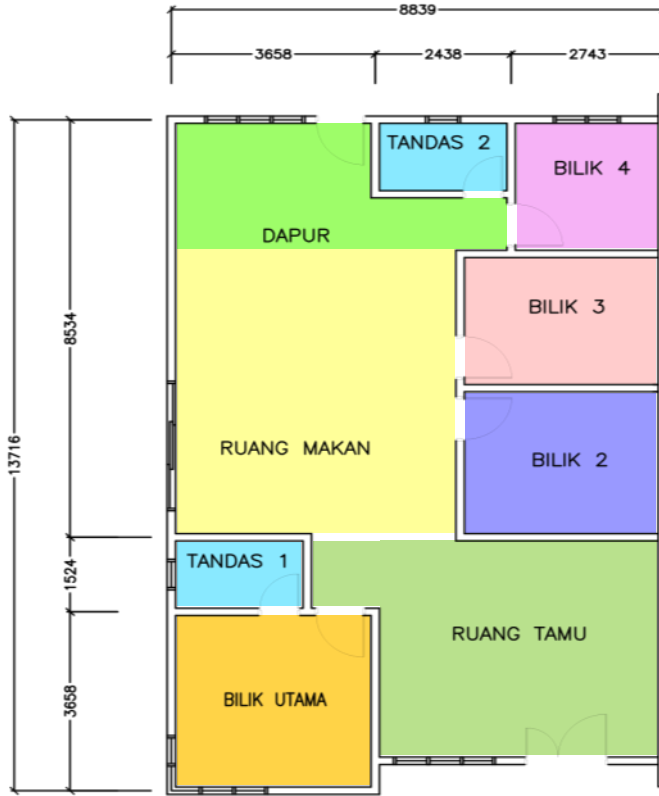 8839
3658
2438
2743
TANDAS 2
BILIK 4
DAPUR
BILIK 3
8534
13716
RUANG MAKAN
BILIK 2
TANDAS 1
1524
RUANG TAMU
3658
BILIK UTAMA